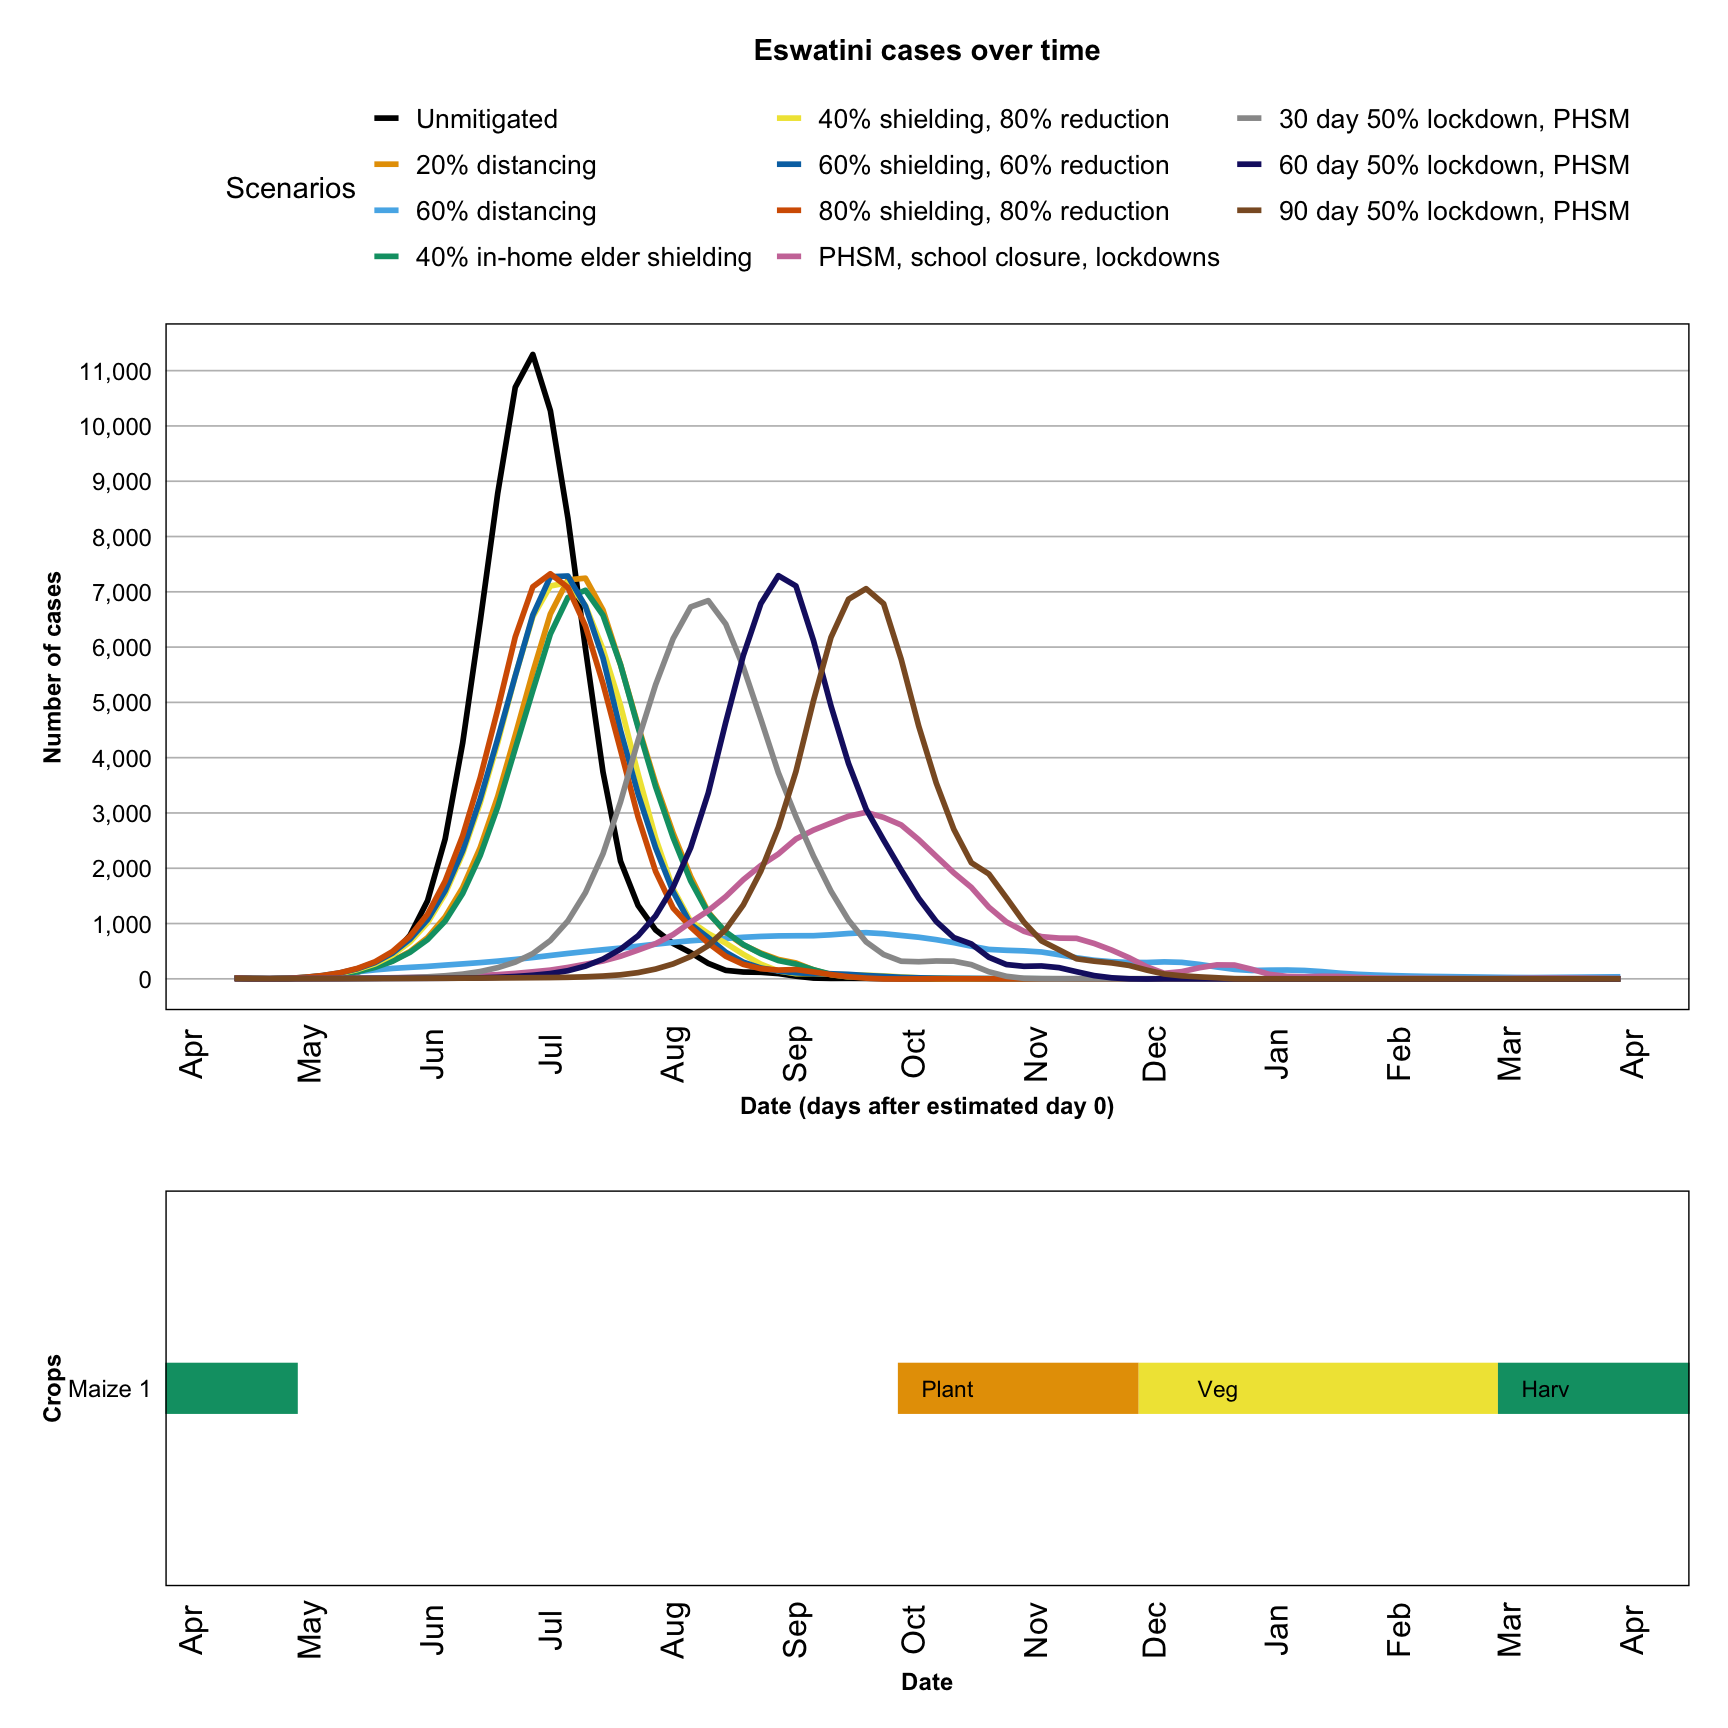 Eswatini cases over time
Scenarios
Unmitigated
20% distancing
60% distancing
40% in-home elder shielding
40% shielding, 80% reduction
60% shielding, 60% reduction
80% shielding, 80% reduction
PHSM, school closure, lockdowns
30 day 50% lockdown, PHSM
60 day 50% lockdown, PHSM
90 day 50% lockdown, PHSM
Number of cases
11,000
10,000
9,000
8,000
7,000
6,000
5,000
4,000
3,000
2,000
1,000
0
Apr May Jun Jul Aug Sep Oct Nov Dec Jan Feb Mar Apr
Date (days after estimated day 0)
Crops
Maize 1
Plant Veg Harv
Apr May Jun Jul Aug Sep Oct Nov Dec Jan Feb Mar Apr
Date